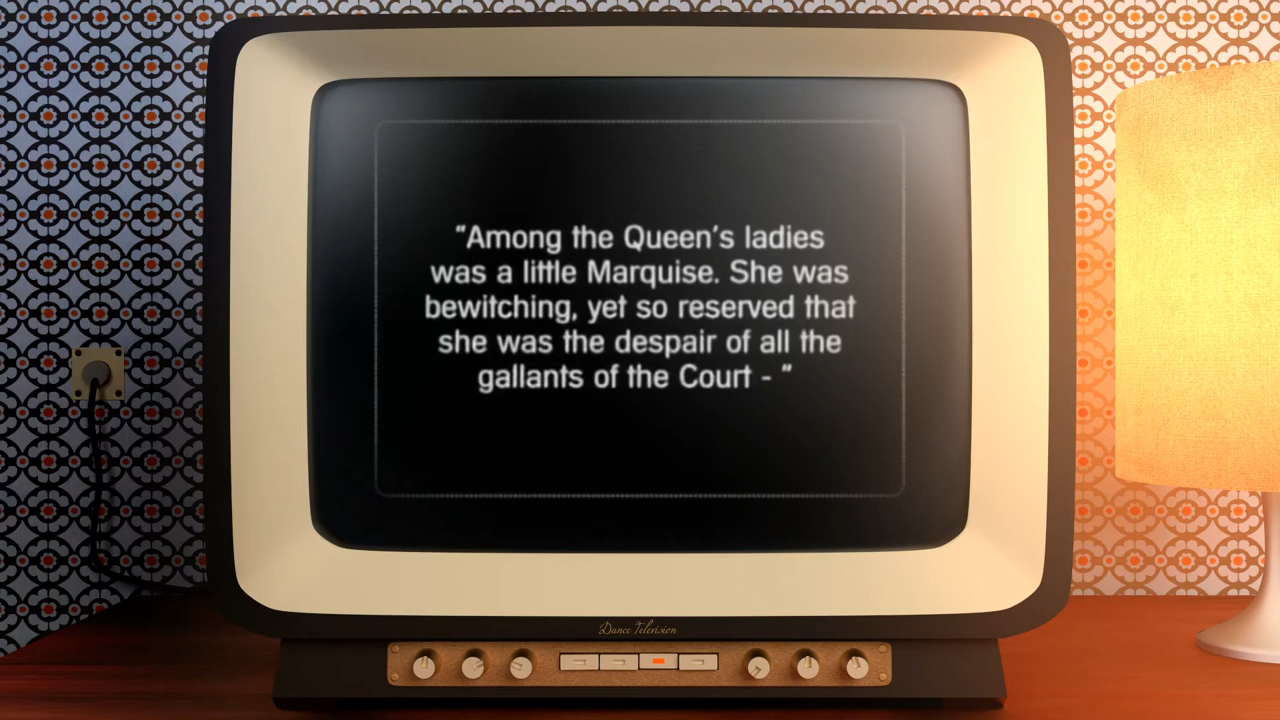 "Among the Queen's ladies
was a little Marquise. She was
bewitching, yet so reserved that
she was the despair of all the
gallants of the Court - "
Dance Television